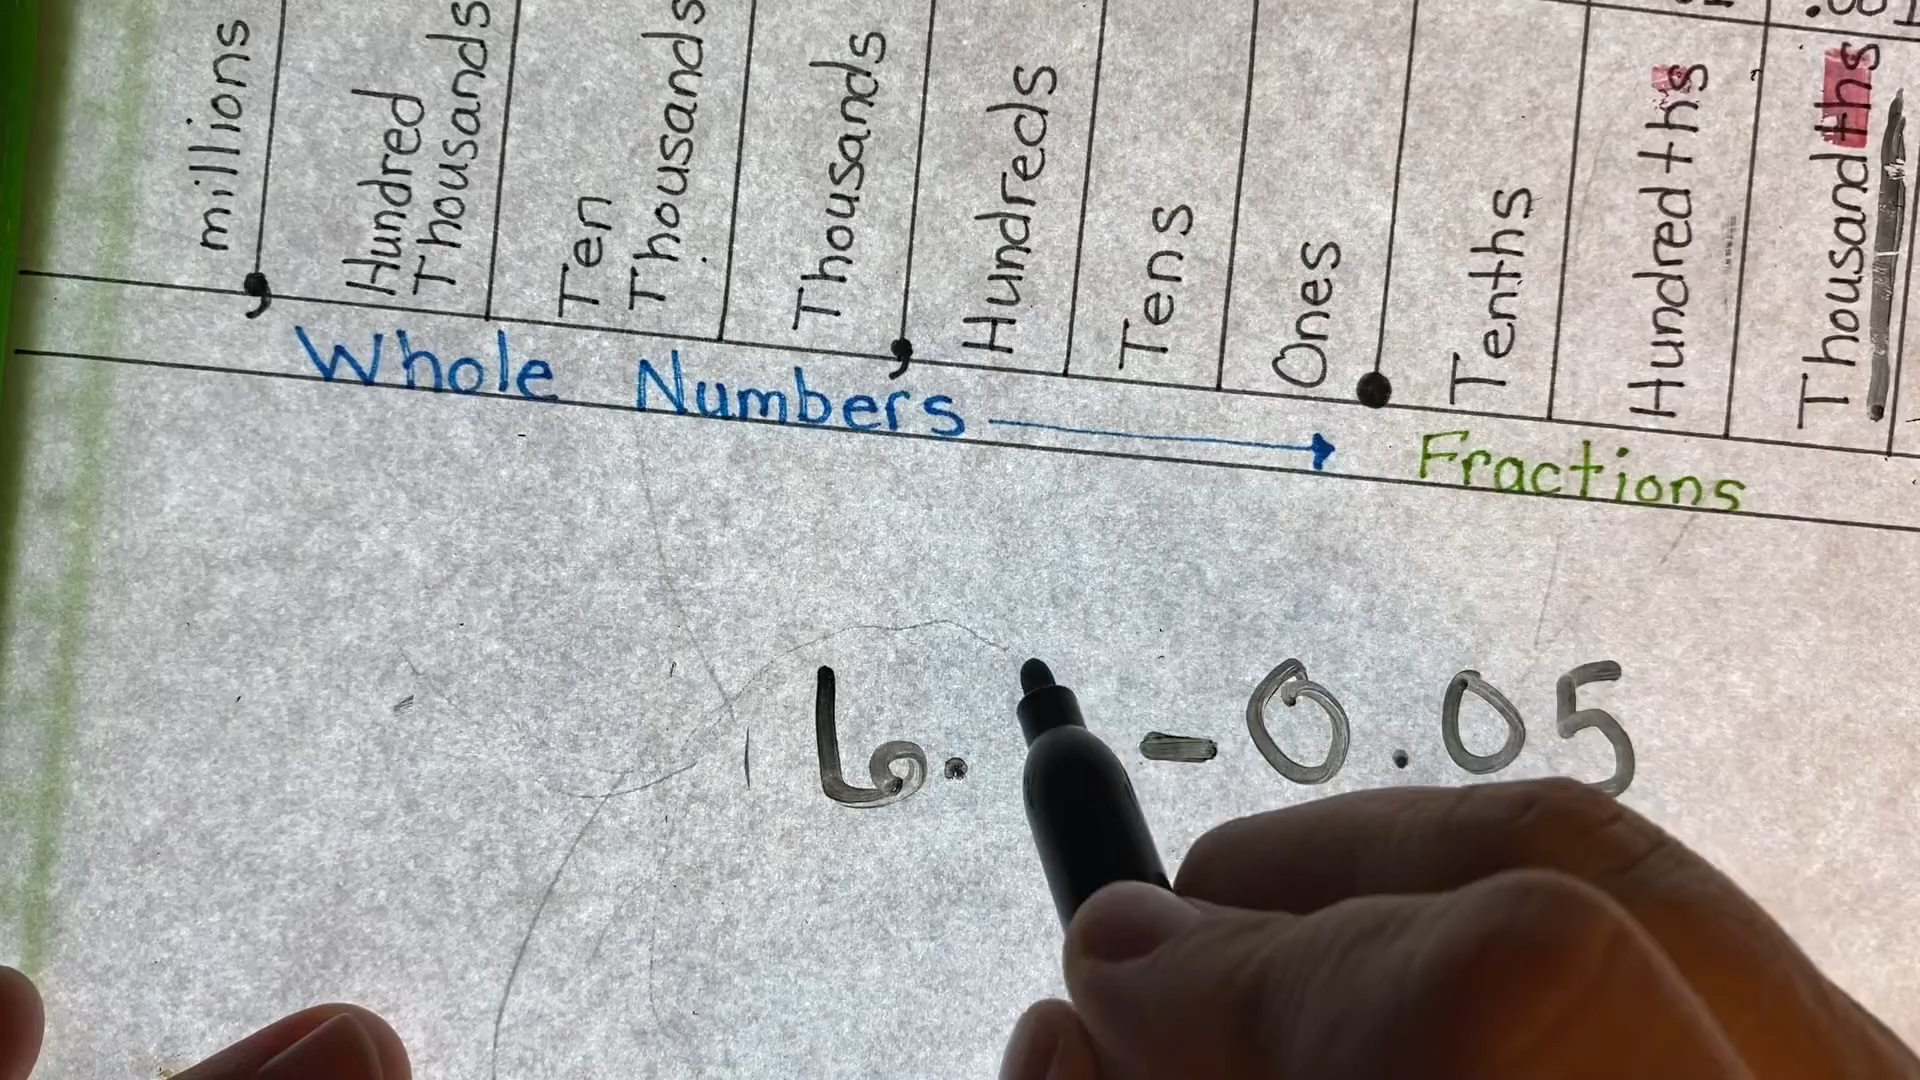 millions
Hundred
Thousands
Ten
Thousands
Thousands
Hundreds
Tens
Ones
Tenths
Hundredths
Thousandths
, , .
Whole Numbers → Fractions
6. - 0.05